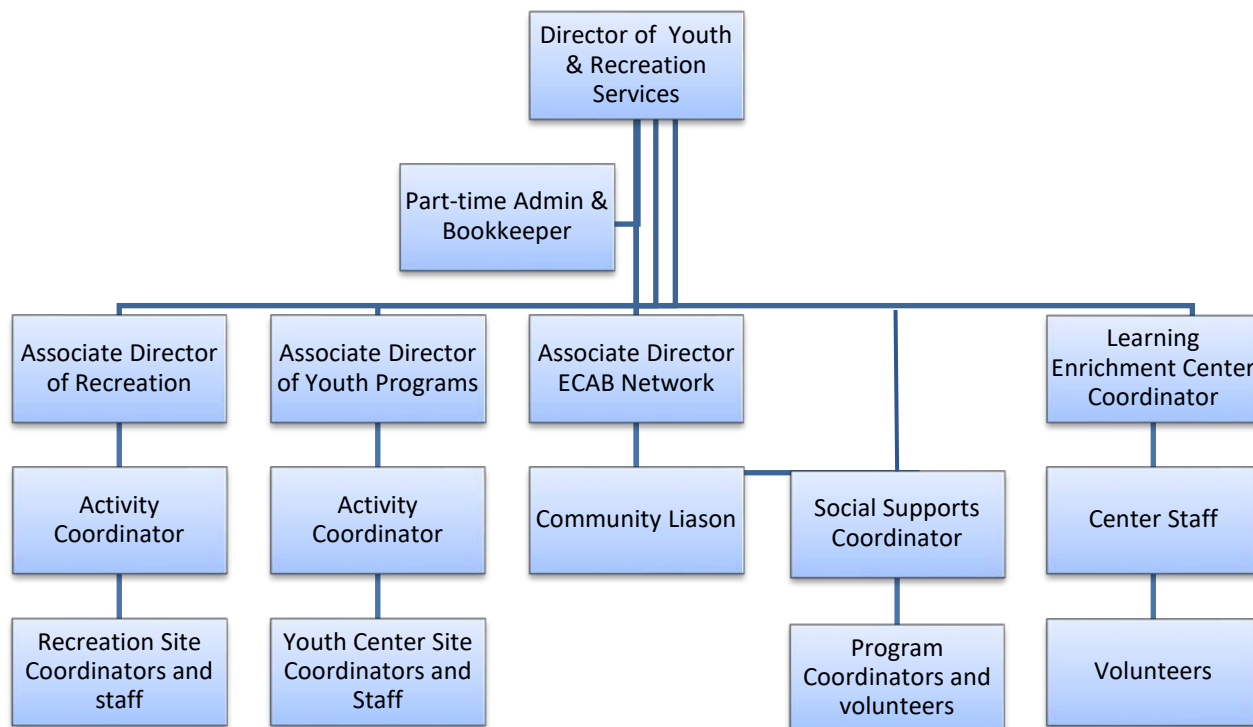 Director of Youth
& Recreation
Services
Part-time Admin &
Bookkeeper
Associate Director
of Recreation
Associate Director
of Youth Programs
Associate Director
ECAB Network
Learning
Enrichment Center
Coordinator
Activity
Coordinator
Activity
Coordinator
Community Liason
Social Supports
Coordinator
Center Staff
Recreation Site
Coordinators and
staff
Youth Center Site
Coordinators and
Staff
Program
Coordinators and
volunteers
Volunteers